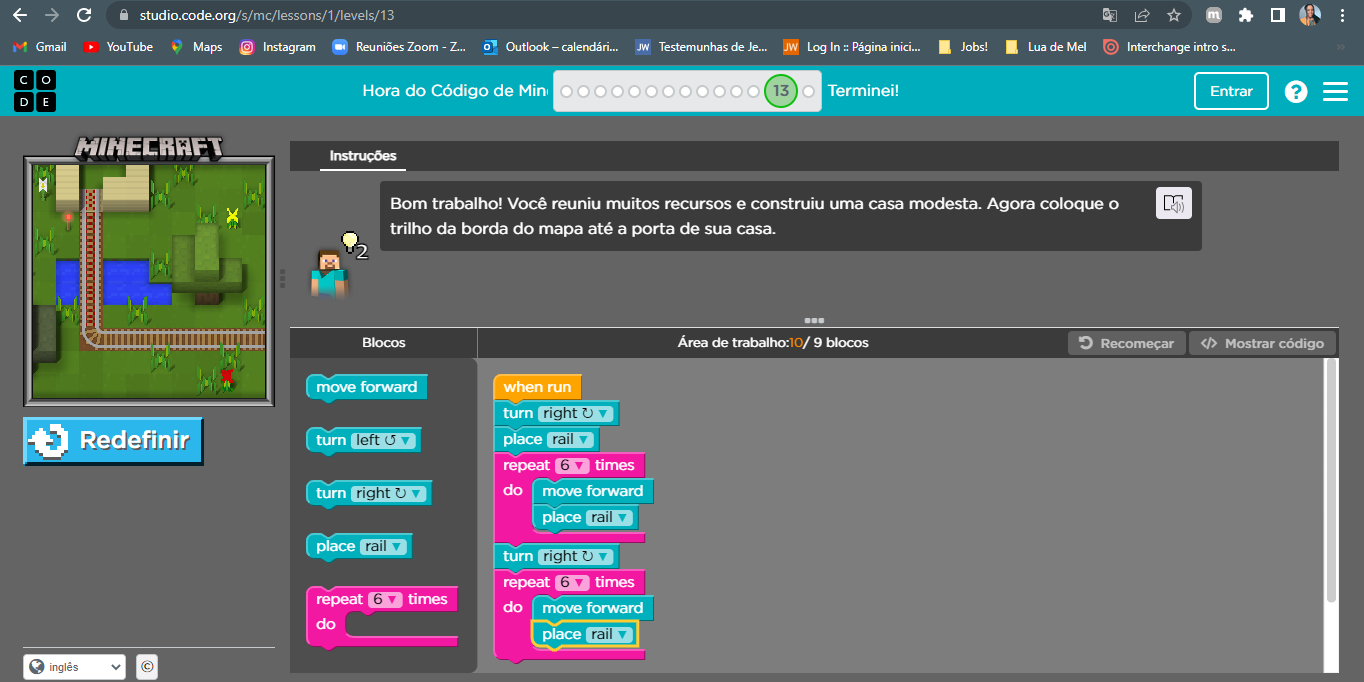 studio.code.org/s/mc/lessons/1/levels/13
m
Gmail
YouTube
Maps
Instagram
Reuniões Zoom - Z...
Outlook – calendári...
JW
Testemunhas de Je...
JW
Log In :: Página inici...
Jobs!
Lua de Mel
Interchange intro s...
»
C O
D E
Hora do Código de Min
13
Terminei!
Entrar
?
MINECRAFT
Instruções
Bom trabalho! Você reuniu muitos recursos e construiu uma casa modesta. Agora coloque o
trilho da borda do mapa até a porta de sua casa.
2
Blocos
Área de trabalho:10/ 9 blocos
Recomeçar
</> Mostrar código
move forward
turn left ↺ ▼
turn right ↻ ▼
place rail ▼
repeat 6 ▼ times
do
when run
turn right ↻ ▼
place rail ▼
repeat 6 ▼ times
do move forward
place rail ▼
turn right ↻ ▼
repeat 6 ▼ times
do move forward
place rail ▼
Redefinir
inglês
©